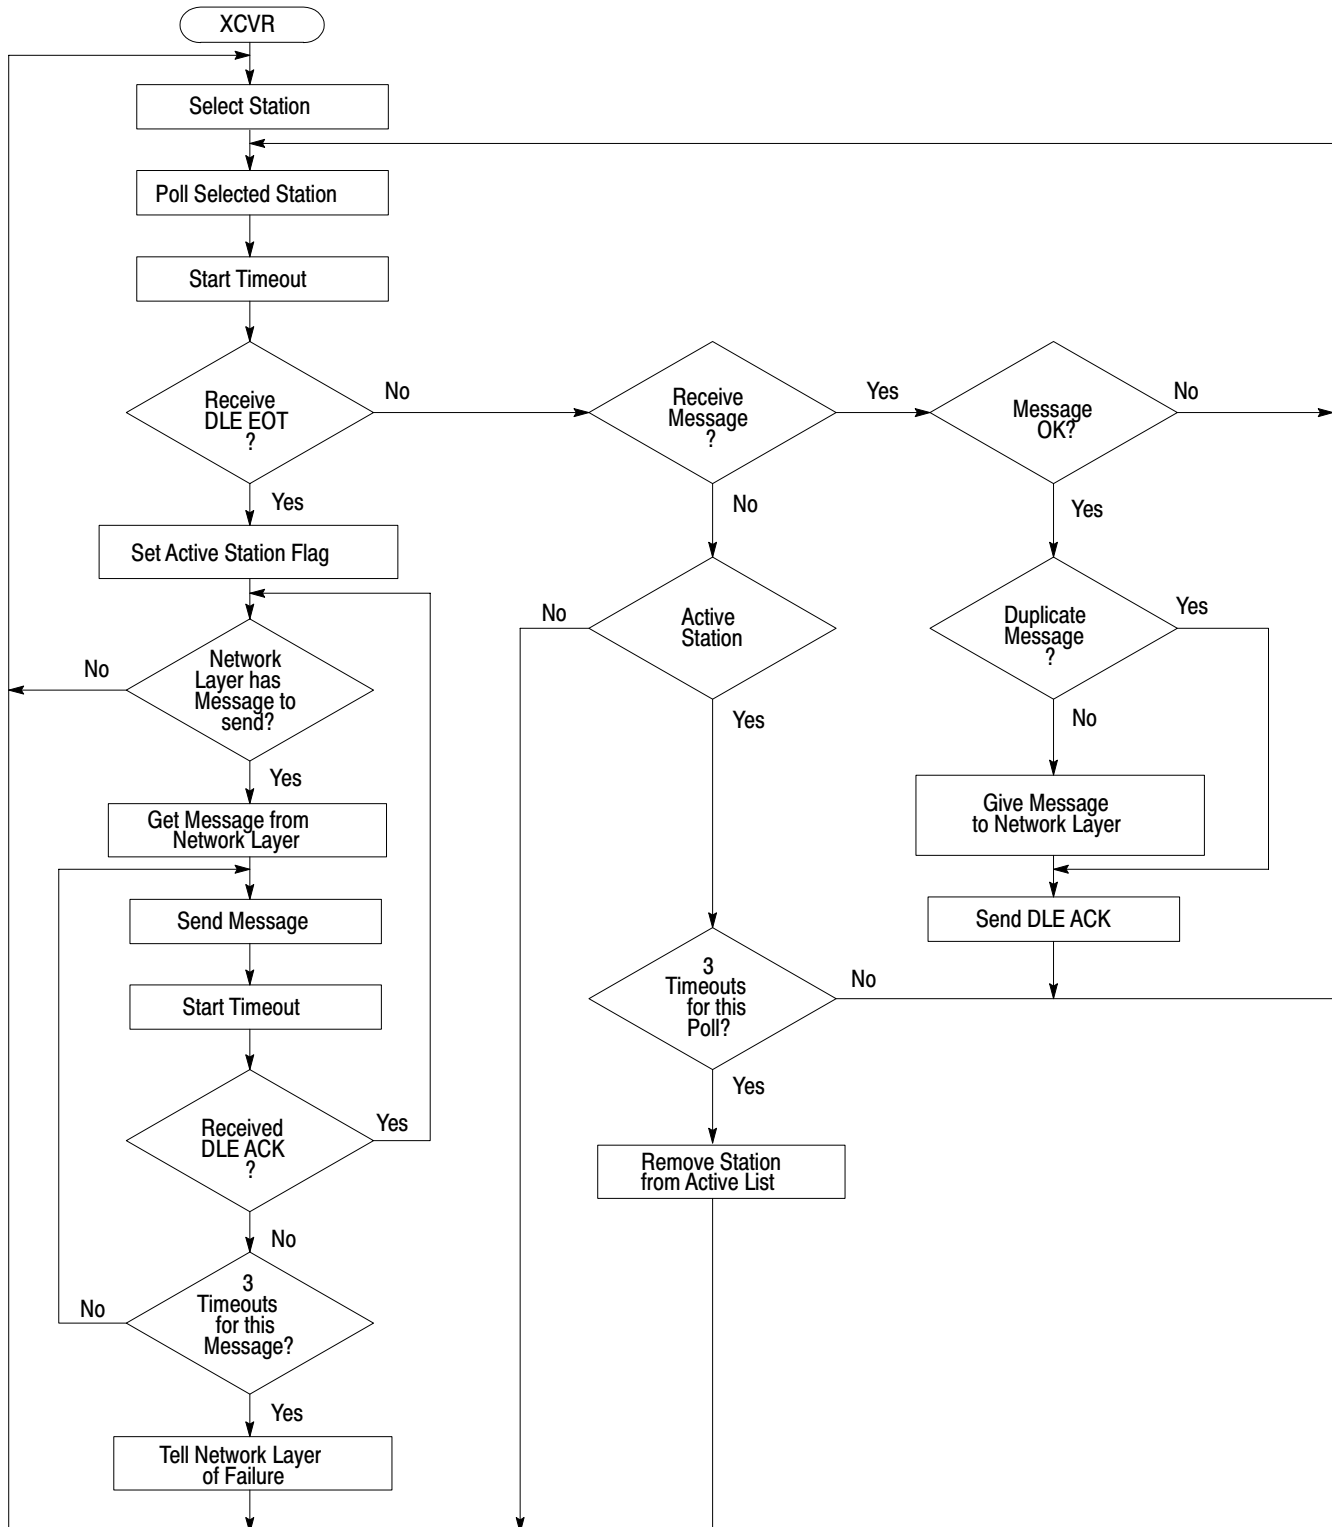 XCVR
Select Station
Poll Selected Station
Start Timeout
Receive
DLE EOT
?
No
Yes
Receive
Message
?
Yes
No
Message
OK?
No
Yes
Set Active Station Flag
Network
Layer has
Message to
send?
No
Yes
Active
Station
No
Yes
Duplicate
Message
?
Yes
No
Get Message from
Network Layer
Give Message
to Network Layer
Send Message
Send DLE ACK
Start Timeout
3
Timeouts
for this
Poll?
No
Yes
Received
DLE ACK
?
Yes
No
Remove Station
from Active List
3
Timeouts
for this
Message?
No
Yes
Tell Network Layer
of Failure